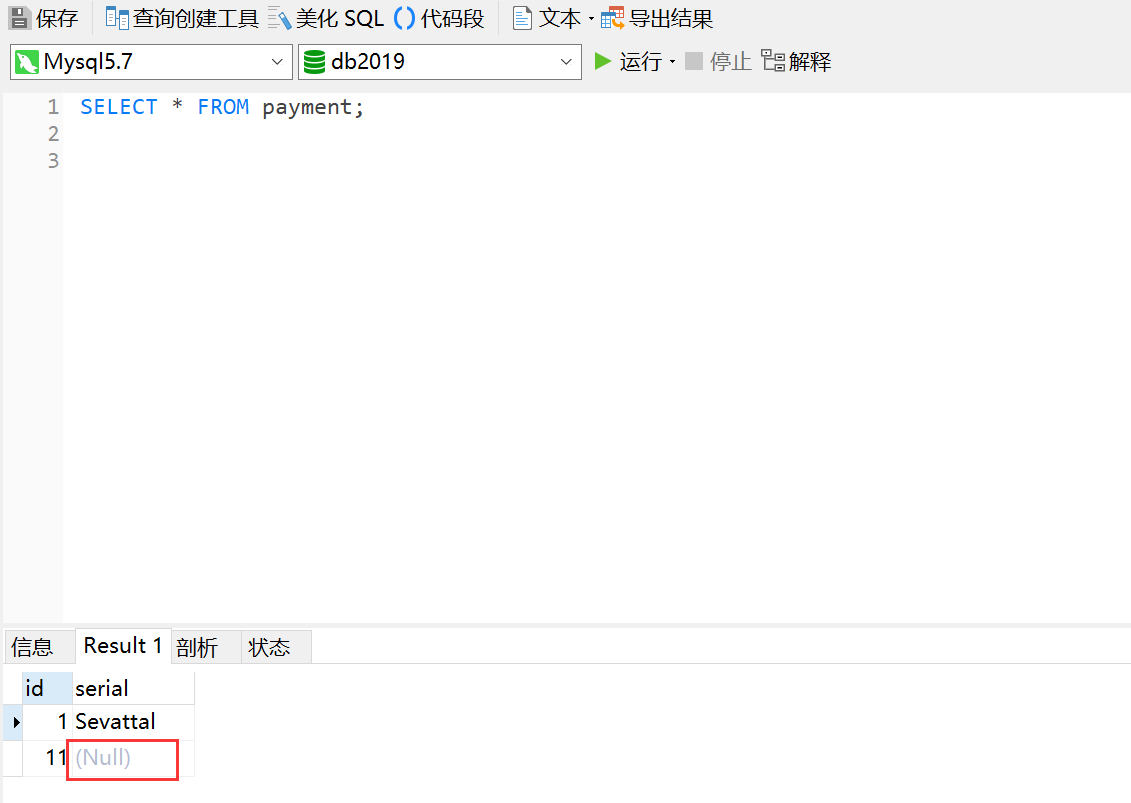 保存 查询创建工具 美化 SQL () 代码段 文本 导出结果
Mysql5.7 db2019 运行 停止 解释
1 SELECT * FROM payment;
2
3
信息 Result 1 剖析 状态
id serial
1 Sevattal
11 (Null)